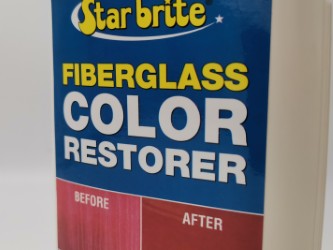 Star brite®
FIBERGLASS
COLOR
RESTORER
BEFORE
AFTER